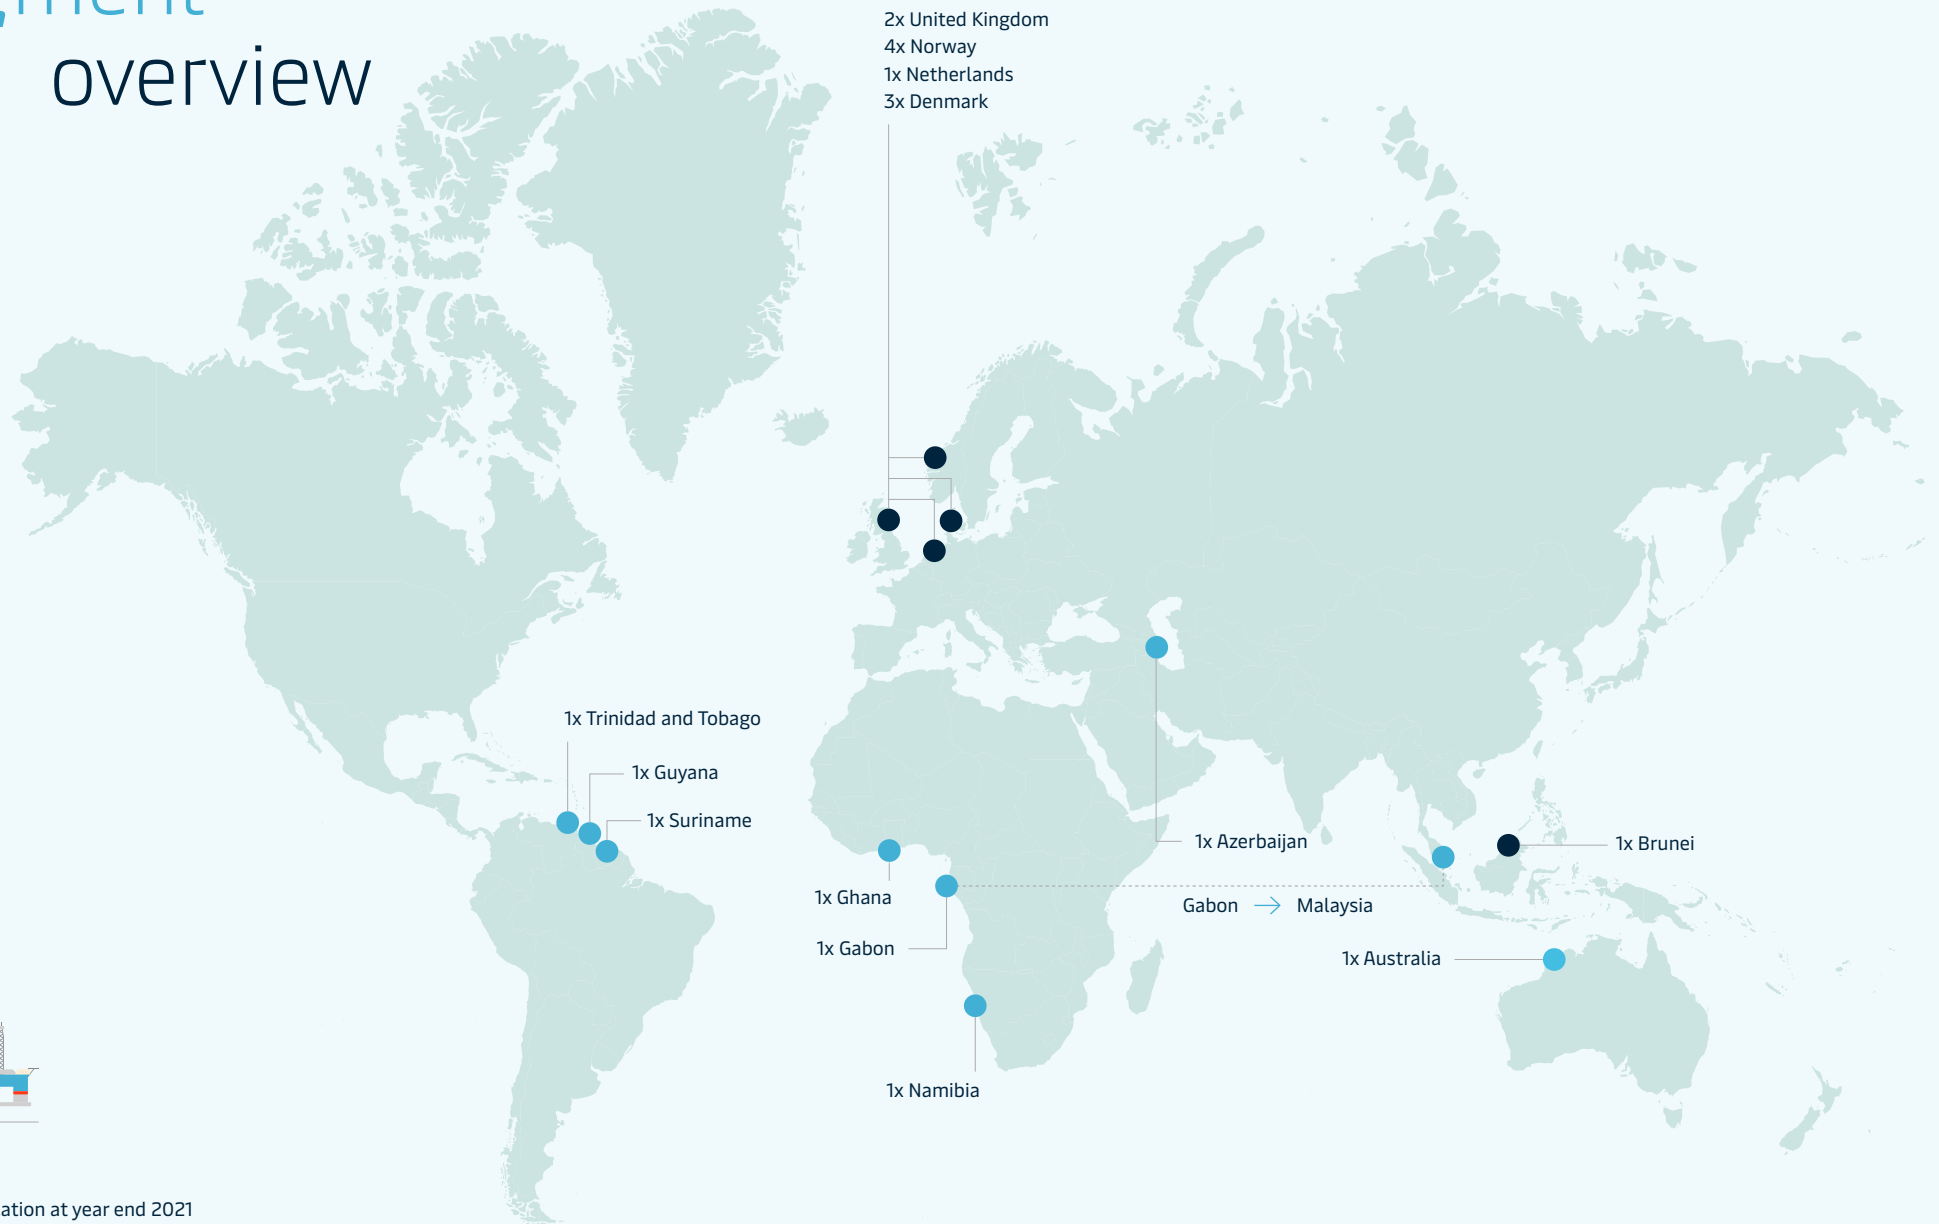 overview
2x United Kingdom
4x Norway
1x Netherlands
3x Denmark
1x Trinidad and Tobago
1x Guyana
1x Suriname
1x Azerbaijan
1x Brunei
1x Ghana
Gabon → Malaysia
1x Gabon
1x Australia
1x Namibia
at year end 2021